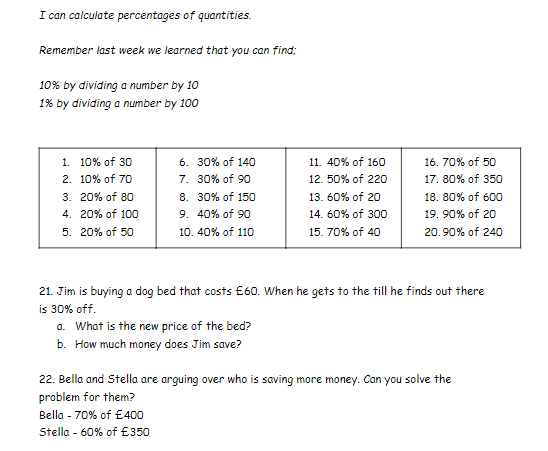 I can calculate percentages of quantities.
Remember last week we learned that you can find;
10% by dividing a number by 10
1% by dividing a number by 100
1. 10% of 30
2. 10% of 70
3. 20% of 80
4. 20% of 100
5. 20% of 50
6. 30% of 140
7. 30% of 90
8. 30% of 150
9. 40% of 90
10. 40% of 110
11. 40% of 160
12. 50% of 220
13. 60% of 20
14. 60% of 300
15. 70% of 40
16. 70% of 50
17. 80% of 350
18. 80% of 600
19. 90% of 20
20. 90% of 240
21. Jim is buying a dog bed that costs £60. When he gets to the till he finds out there
is 30% off.
a. What is the new price of the bed?
b. How much money does Jim save?
22. Bella and Stella are arguing over who is saving more money. Can you solve the
problem for them?
Bella - 70% of £400
Stella - 60% of £350